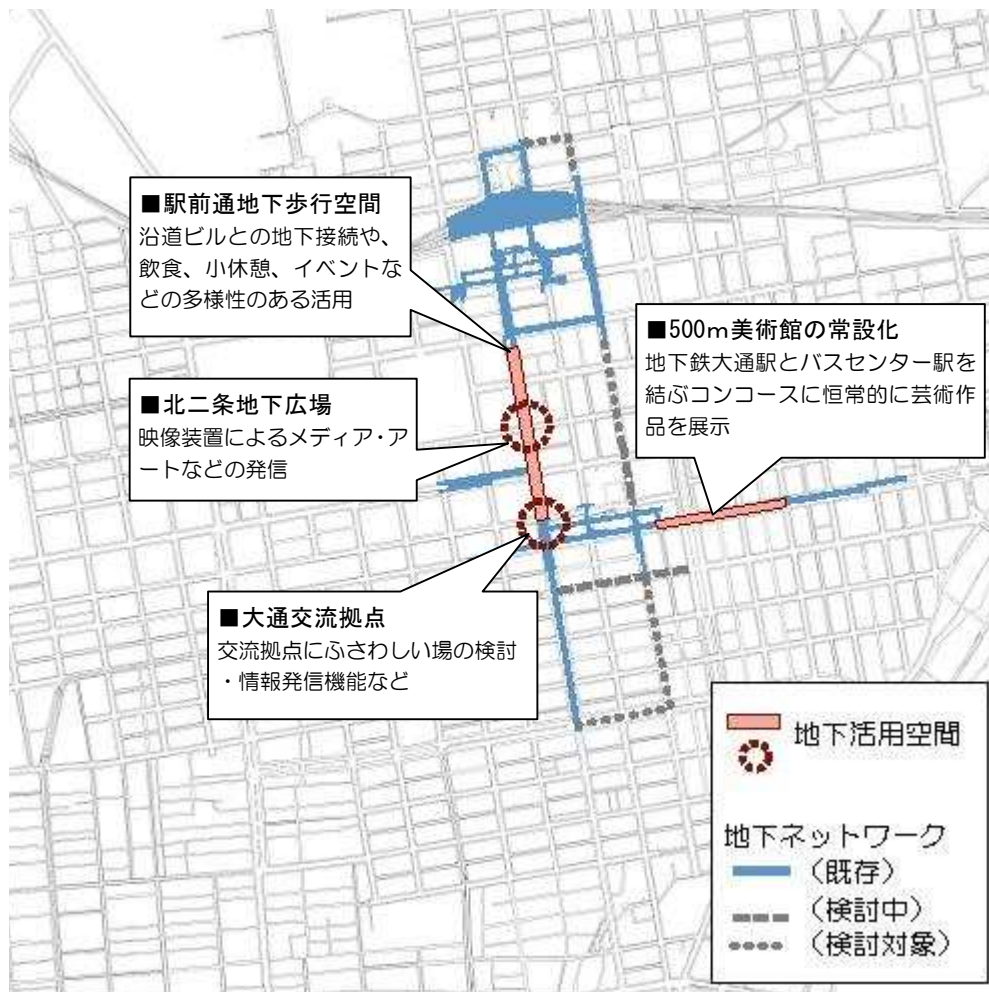 ■駅前通地下歩行空間
沿道ビルとの地下接続や、
飲食、小休憩、イベントな
どの多様性のある活用
■500m美術館の常設化
地下鉄大通駅とバスセンター駅を
結ぶコンコースに恒常的に芸術作
品を展示
■北二条地下広場
映像装置によるメディア・ア
ートなどの発信
■大通交流拠点
交流拠点にふさわしい場の検討
・情報発信機能など
地下活用空間
地下ネットワーク
(既存)
(検討中)
(検討対象)